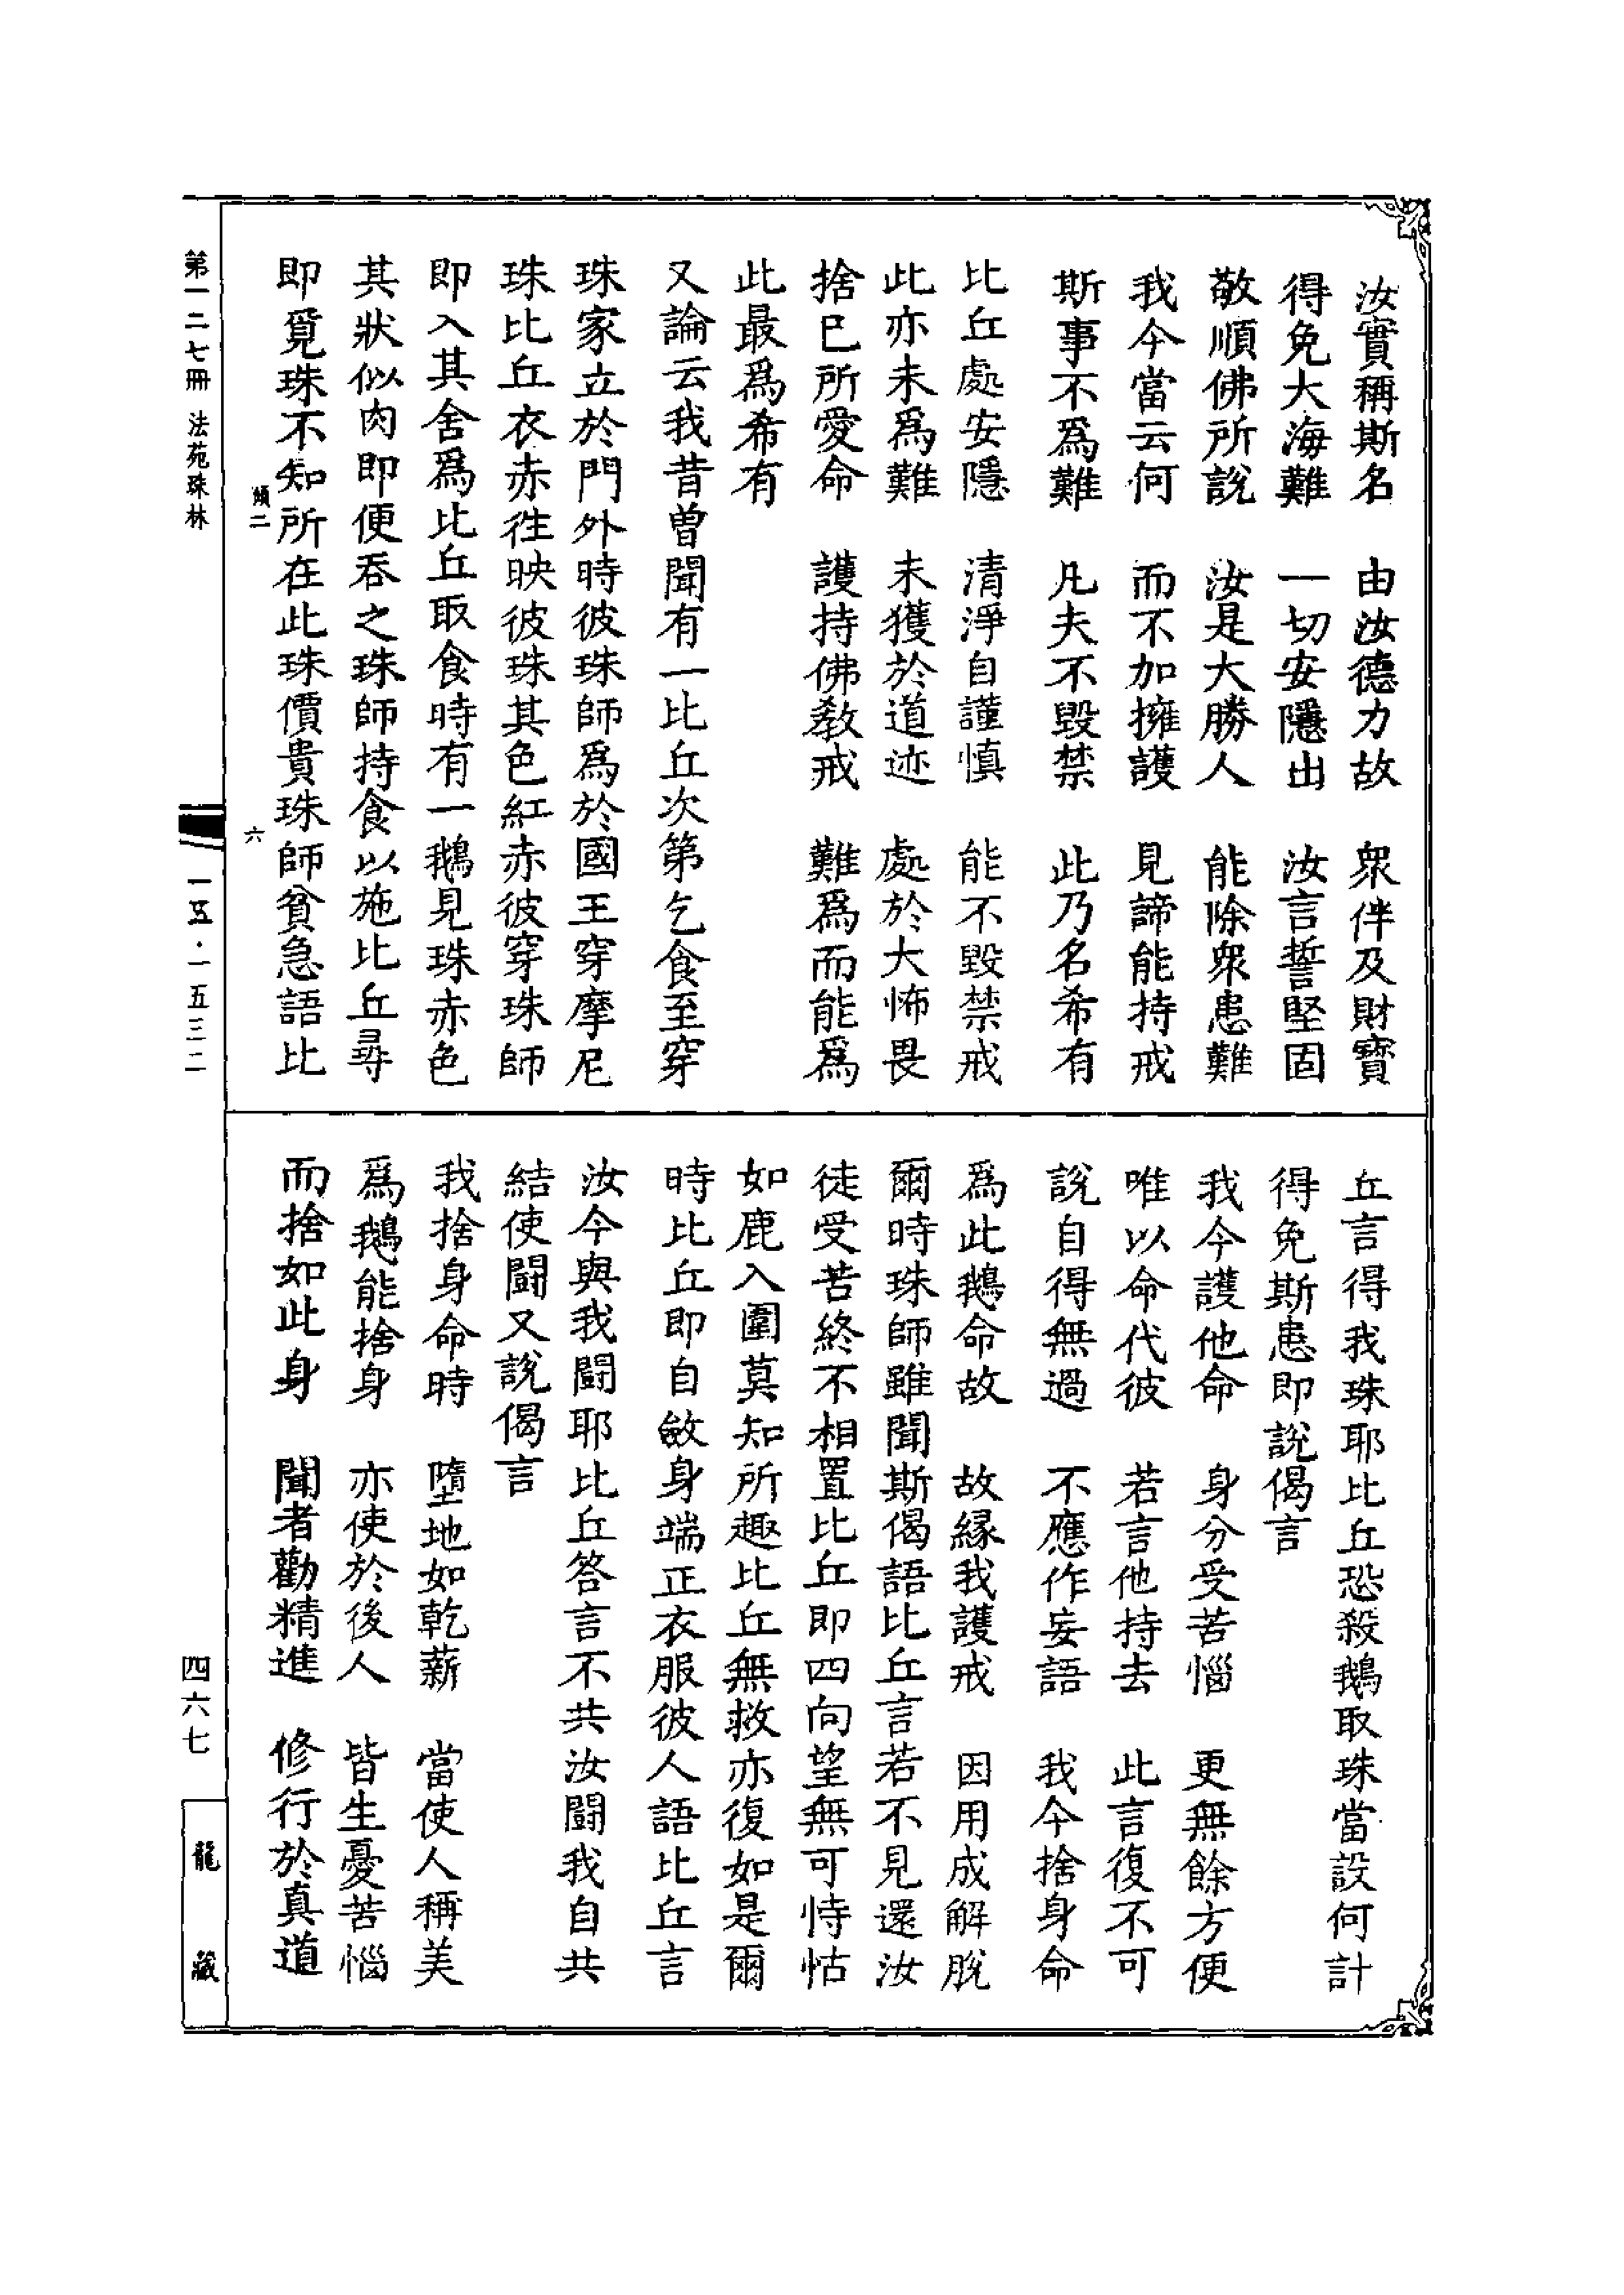 汝實稱斯名　由汝德力故　衆伴及財寶
得免大海難　一切安隱出　汝言誓堅固
敬順佛所說　汝是大勝人　能除衆患難
我今當云何　而不加擁護　見諦能持戒
斯事不爲難　凡夫不毀禁　此乃名希有
比丘處安隱　清淨自謹慎　能不毀禁戒
此亦未爲難　未獲於道迹　處於大怖畏
捨已所愛命　護持佛教戒　難爲而能爲
此最爲希有
又論云我昔曾聞有一比丘次第乞食至穿
珠家立於門外時彼珠師爲於國王穿摩尼
珠比丘衣赤往映彼珠其色紅赤彼穿珠師
即入其舍爲比丘取食時有一鵝見珠赤色
其狀似肉即便吞之珠師持食以施比丘尋
即覓珠不知所在此珠價貴珠師貧急語比
丘言得我珠耶比丘恐殺鵝取珠當設何計
得免斯患即說偈言
我今護他命　身分受苦惱　更無餘方便
唯以命代彼　若言他持去　此言復不可
說自得無過　不應作妄語　我今捨身命
爲此鵝命故　故緣我護戒　因用成解脫
爾時珠師雖聞斯偈語比丘言若不見還汝
徒受苦終不相置比丘即四向望無可恃怙
如鹿入圍莫知所趣比丘無救亦復如是爾
時比丘即自斂身端正衣服彼人語比丘言
汝今與我鬪耶比丘答言不共汝鬪我自共
結使鬪又說偈言
我捨身命時　墮地如乾薪　當使人稱美
爲鵝能捨身　亦使於後人　皆生憂苦惱
而捨如此身　聞者勸精進　修行於真道
傾二
六
第一二七冊　法苑珠林
一五·一五三二
四六七
龍藏